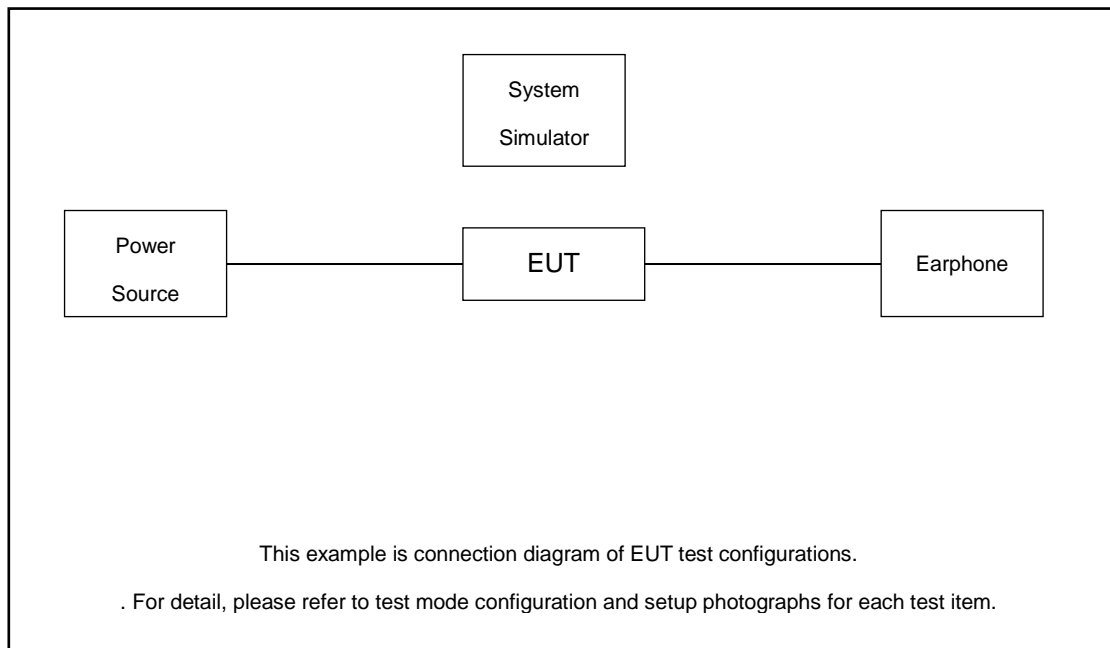 System
Simulator
Power
Source
EUT
Earphone
This example is connection diagram of EUT test configurations.
. For detail, please refer to test mode configuration and setup photographs for each test item.